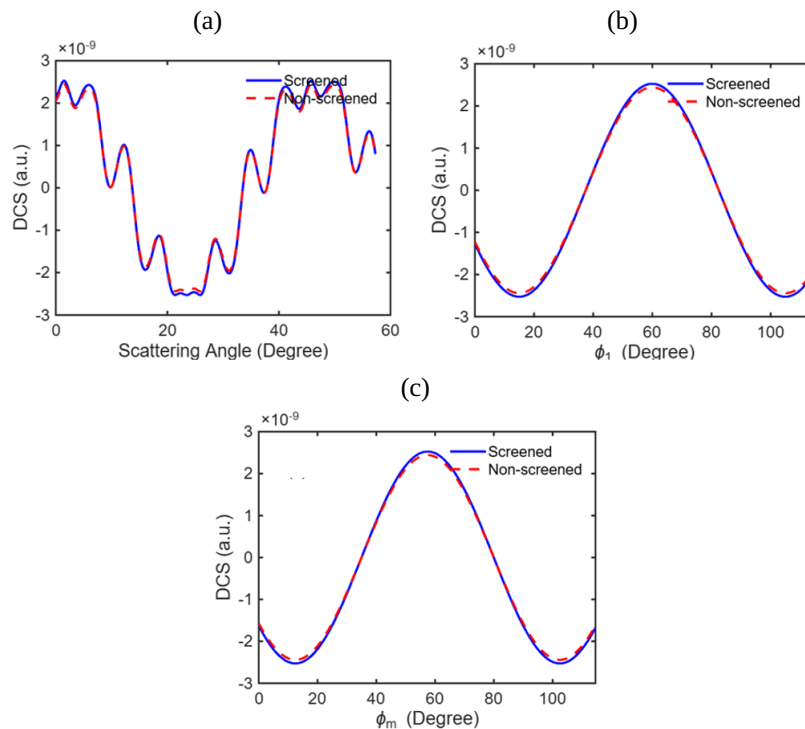 (a)
×10⁻⁹
3
2
1
0
-1
-2
-3
DCS (a.u.)
Screened
Non-screened
0 20 40 60
Scattering Angle (Degree)
(b)
×10⁻⁹
3
2
1
0
-1
-2
-3
DCS (a.u.)
Screened
Non-screened
0 20 40 60 80 100
ϕ₁ (Degree)
(c)
×10⁻⁹
3
2
1
0
-1
-2
-3
DCS (a.u.)
Screened
Non-screened
0 20 40 60 80 100
ϕₘ (Degree)